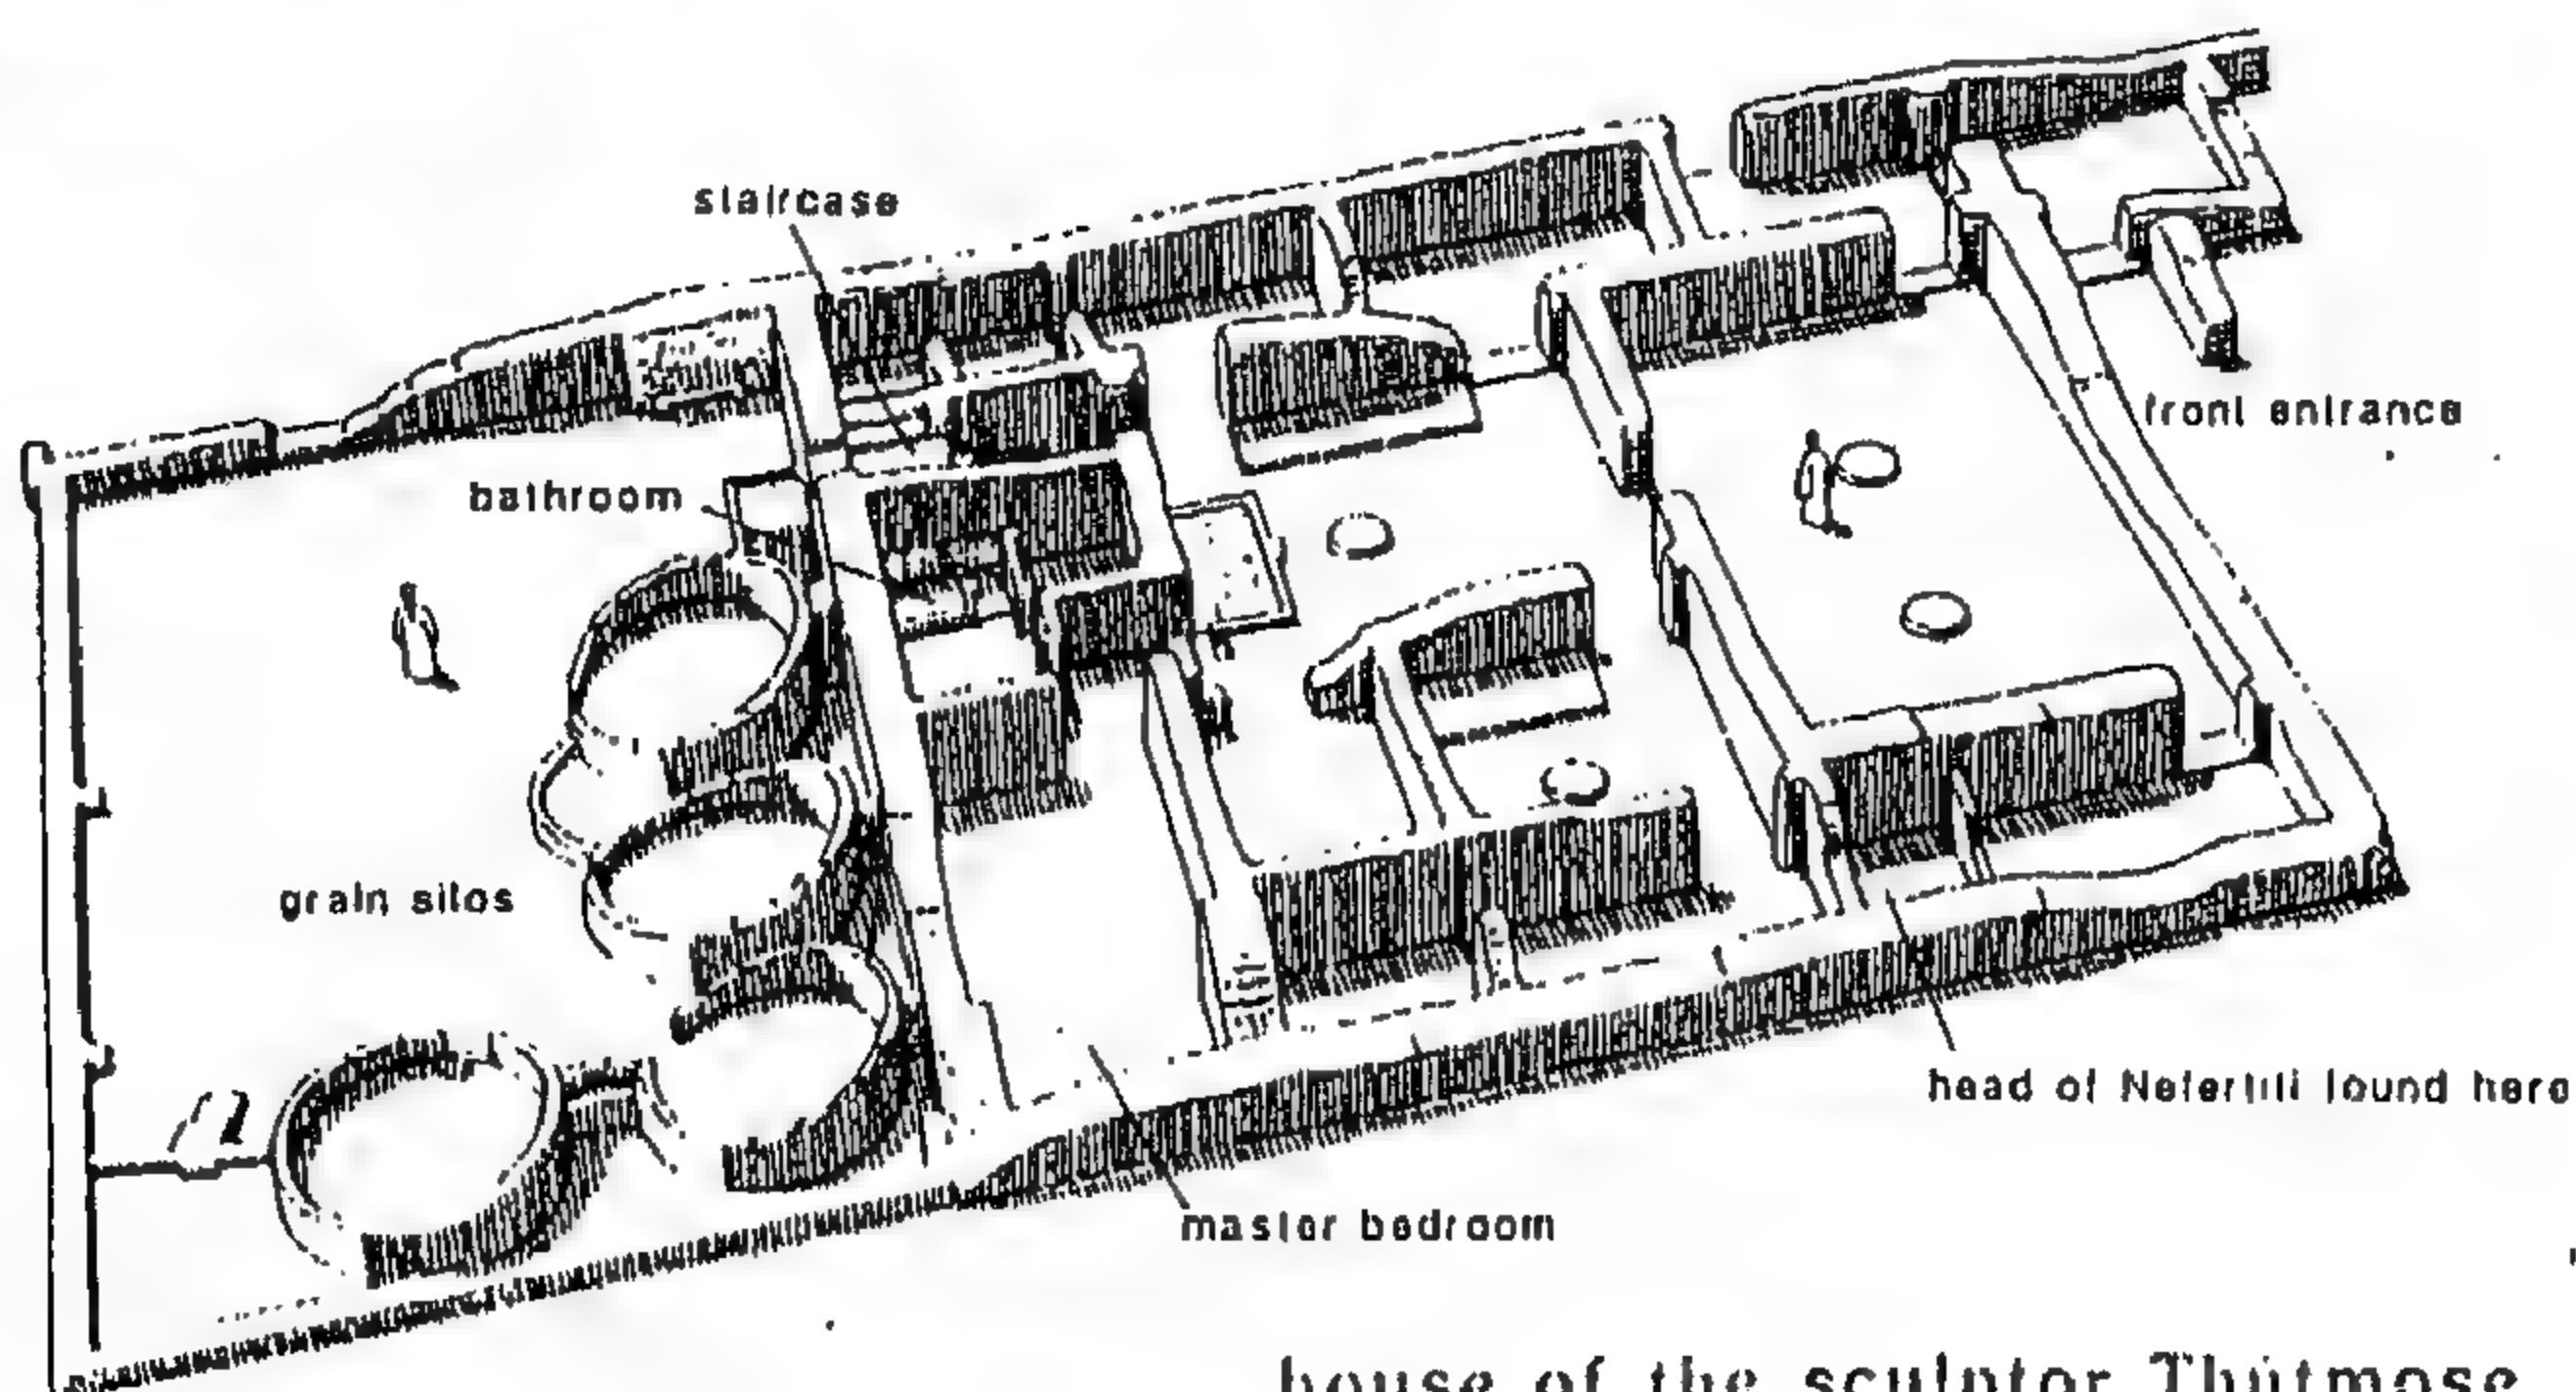 staircase
front entrance
bathroom
grain silos
head of Nefertiti found here
master bedroom
house of the sculptor Thutmose